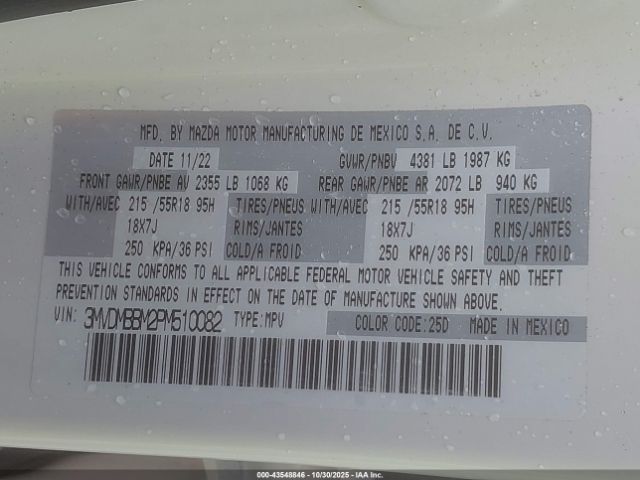 MFD. BY MAZDA MOTOR MANUFACTURING DE MEXICO S.A. DE C.V.
DATE 11/22 GVWR/PNBV 4381 LB 1987 KG
FRONT GAWR/PNBE AV 2355 LB 1068 KG REAR GAWR/PNBE AR 2072 LB 940 KG
WITH/AVEC 215 /55R18 95H TIRES/PNEUS WITH/AVEC 215 /55R18 95H TIRES/PNEUS
18X7J RIMS/JANTES 18X7J RIMS/JANTES
250 KPA/36 PSI COLD/A FROID 250 KPA/36 PSI COLD/A FROID
THIS VEHICLE CONFORMS TO ALL APPLICABLE FEDERAL MOTOR VEHICLE SAFETY AND THEFT
PREVENTION STANDARDS IN EFFECT ON THE DATE OF MANUFACTURE SHOWN ABOVE.
VIN: 3MVDMBBM2PM510082 TYPE:MPV COLOR CODE:25D MADE IN MEXICO
000-43548846 - 10/30/2025 - IAA Inc.